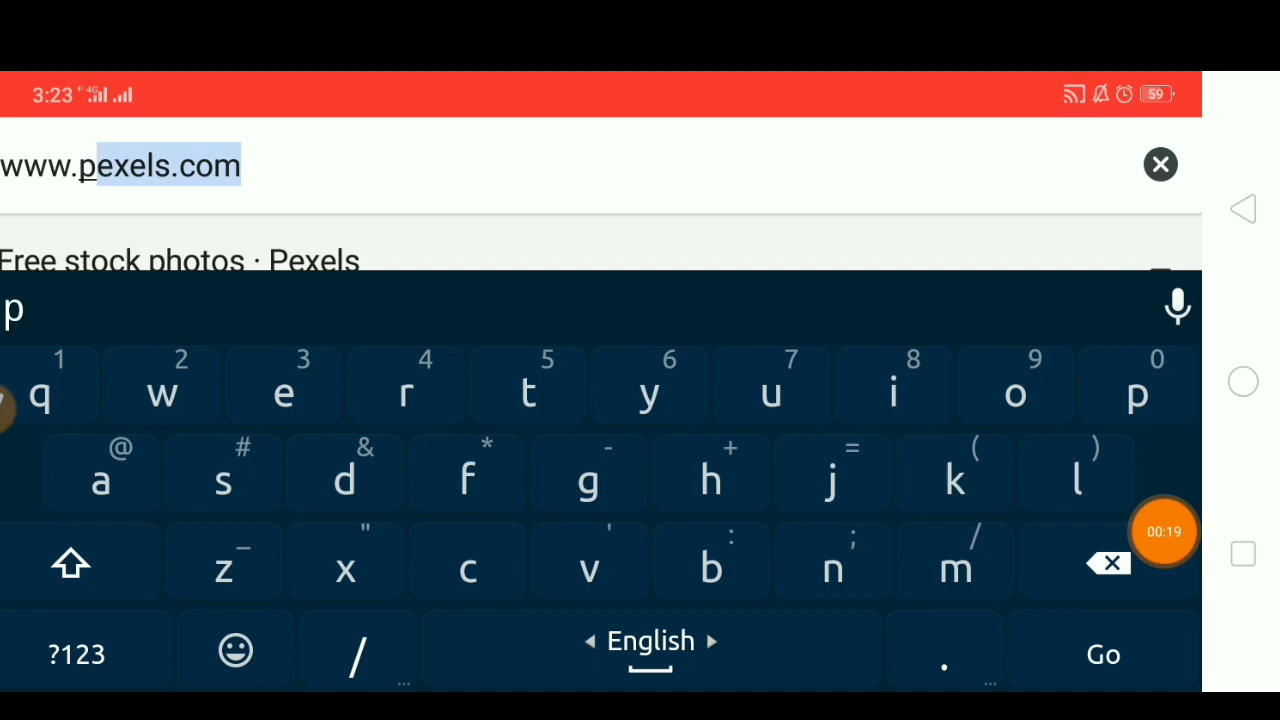 3:23 4G 59
www.pexels.com
Free stock photos · Pexels
p
1 2 3 4 5 6 7 8 9 0
q w e r t y u i o p
@ # & * - + = ( )
a s d f g h j k l
_ " ' : ; /
z x c v b n m
00:19
?123 / English . Go